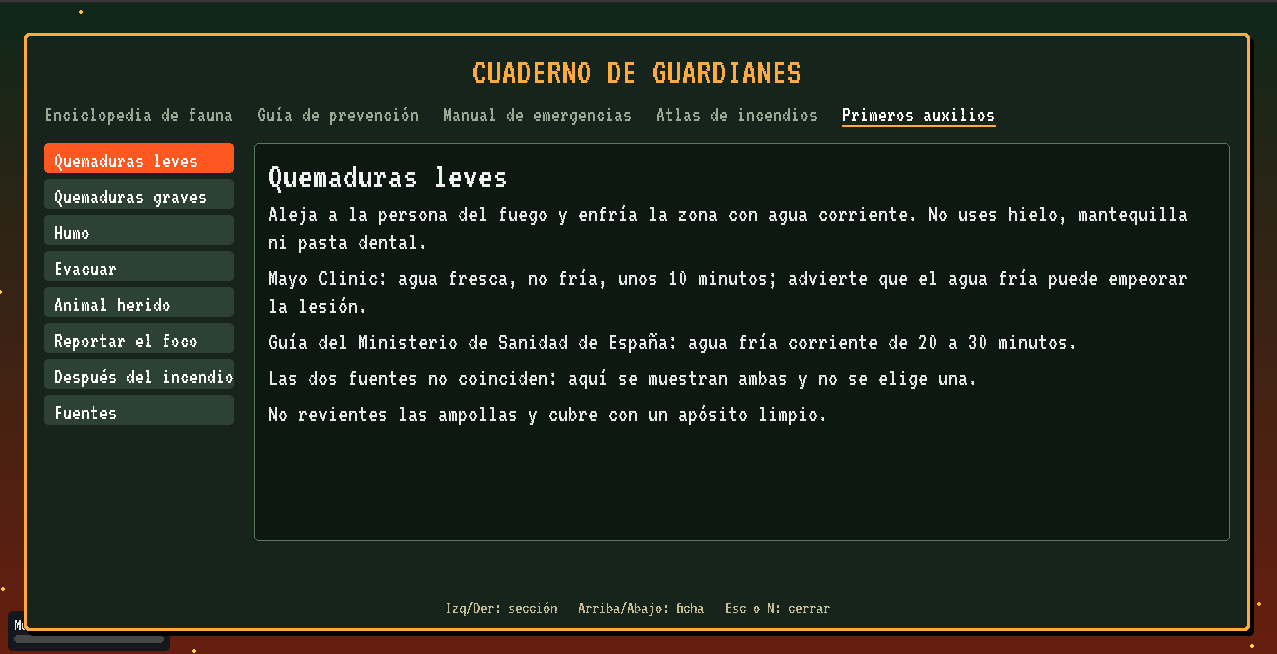 CUADERNO DE GUARDIANES
Enciclopedia de fauna Guía de prevención Manual de emergencias Atlas de incendios Primeros auxilios
Quemaduras leves
Quemaduras graves
Humo
Evacuar
Animal herido
Reportar el foco
Después del incendio
Fuentes
Quemaduras leves
Aleja a la persona del fuego y enfría la zona con agua corriente. No uses hielo, mantequilla
ni pasta dental.
Mayo Clinic: agua fresca, no fría, unos 10 minutos; advierte que el agua fría puede empeorar
la lesión.
Guía del Ministerio de Sanidad de España: agua fría corriente de 20 a 30 minutos.
Las dos fuentes no coinciden: aquí se muestran ambas y no se elige una.
No revientes las ampollas y cubre con un apósito limpio.
Izq/Der: sección Arriba/Abajo: ficha Esc o N: cerrar